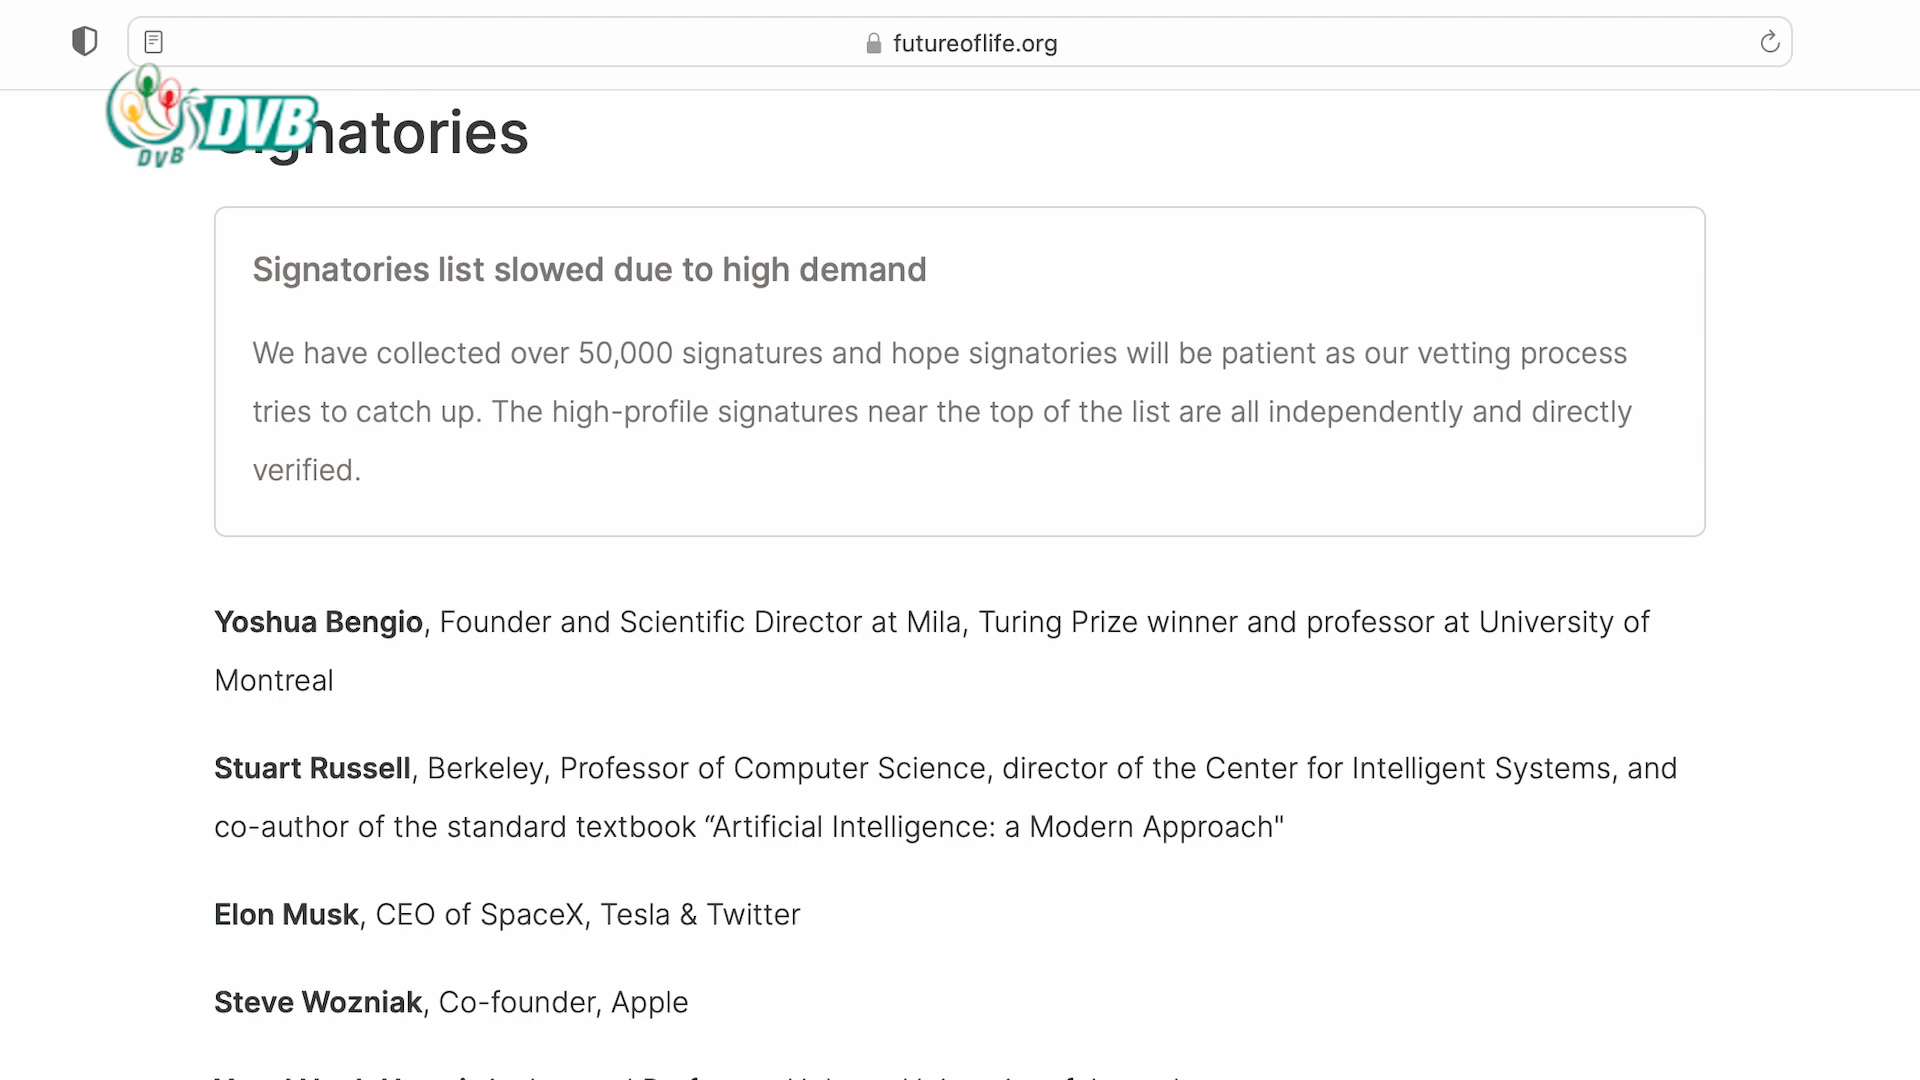 futureoflife.org
DVB
DVB
Signatories
Signatories list slowed due to high demand
We have collected over 50,000 signatures and hope signatories will be patient as our vetting process
tries to catch up. The high-profile signatures near the top of the list are all independently and directly
verified.
Yoshua Bengio, Founder and Scientific Director at Mila, Turing Prize winner and professor at University of
Montreal
Stuart Russell, Berkeley, Professor of Computer Science, director of the Center for Intelligent Systems, and
co-author of the standard textbook “Artificial Intelligence: a Modern Approach"
Elon Musk, CEO of SpaceX, Tesla & Twitter
Steve Wozniak, Co-founder, Apple